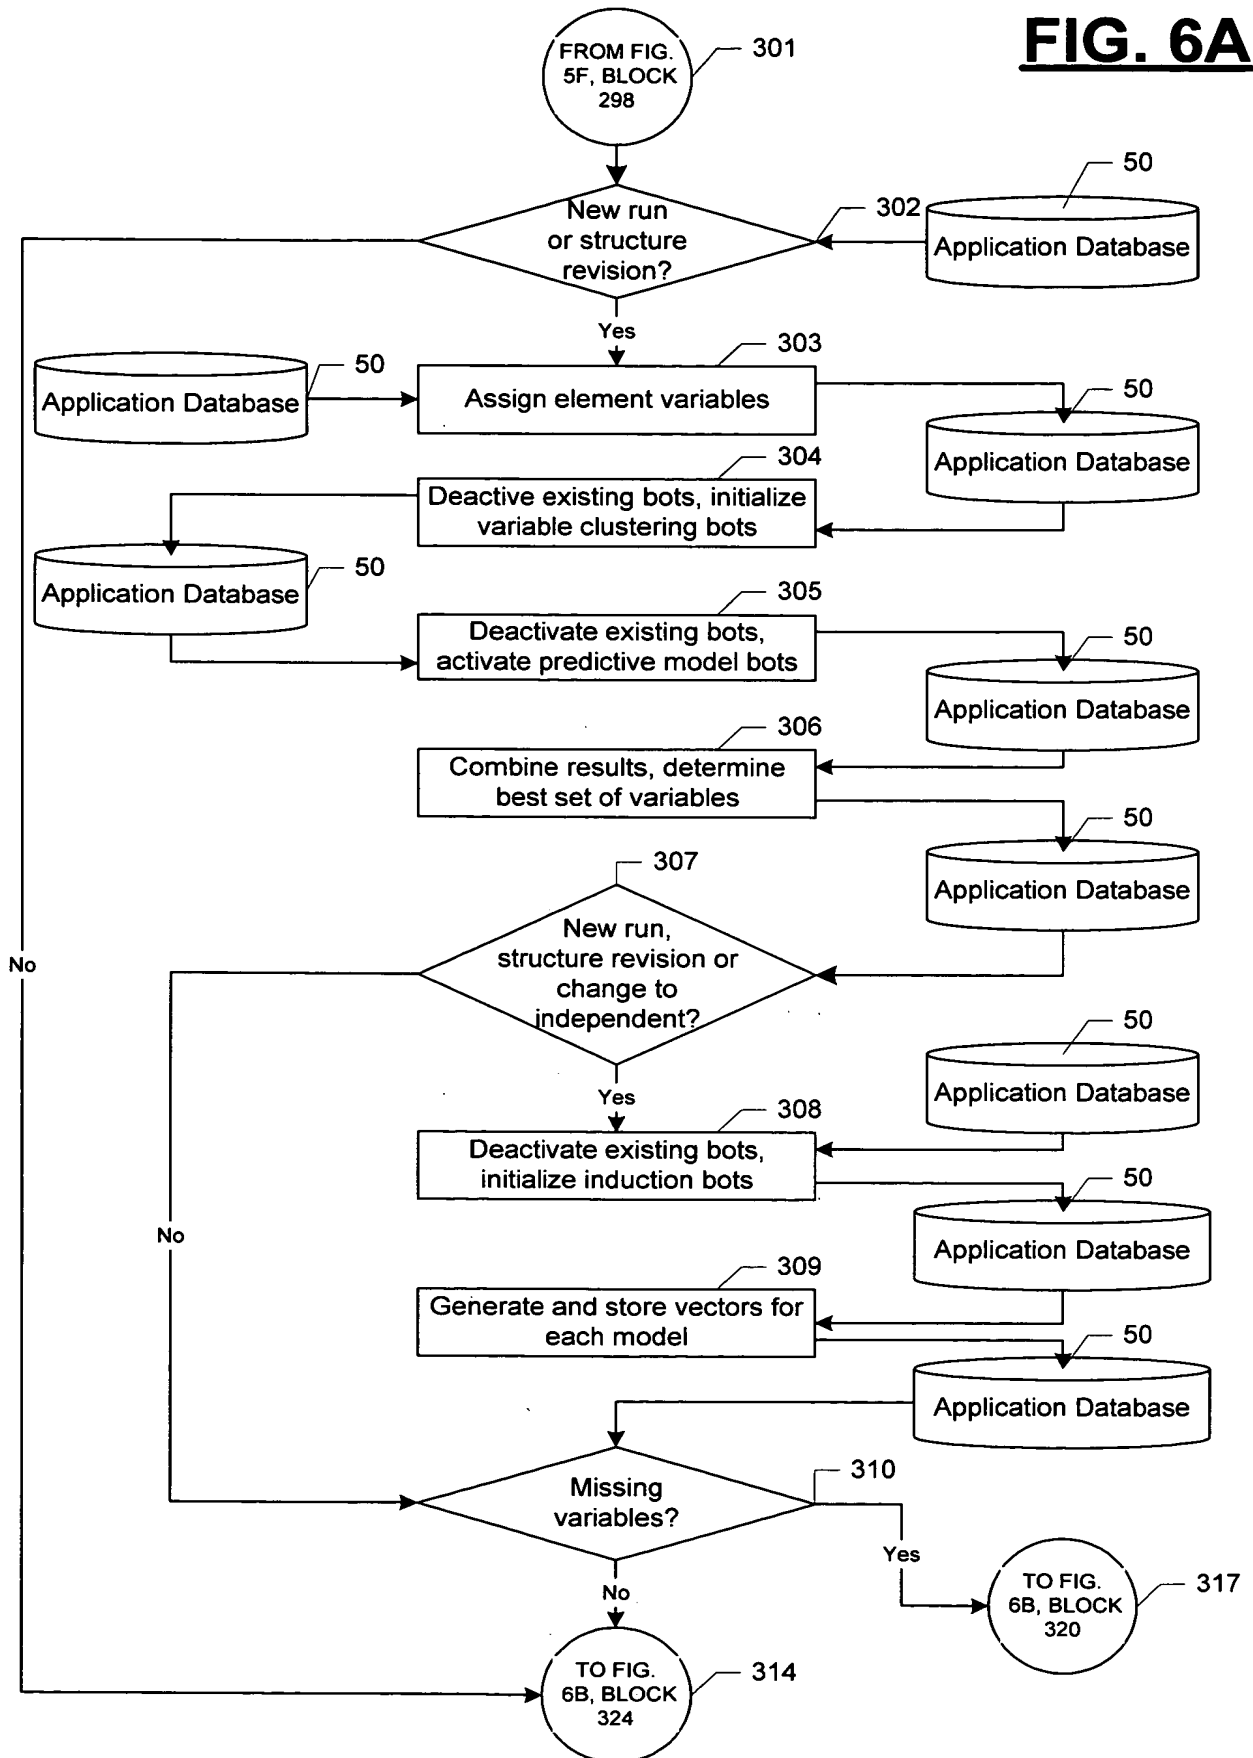 FIG. 6A
FROM FIG.
5F, BLOCK
298
301
New run
or structure
revision?
302
50
Application Database
Yes
50
Application Database
303
Assign element variables
50
Application Database
304
Deactive existing bots, initialize
variable clustering bots
50
Application Database
305
Deactivate existing bots,
activate predictive model bots
50
Application Database
306
Combine results, determine
best set of variables
50
Application Database
307
New run,
structure revision or
change to
independent?
No
50
Application Database
Yes
308
Deactivate existing bots,
initialize induction bots
50
Application Database
No
309
Generate and store vectors for
each model
50
Application Database
Missing
variables?
310
Yes
No
TO FIG.
6B, BLOCK
320
317
TO FIG.
6B, BLOCK
324
314